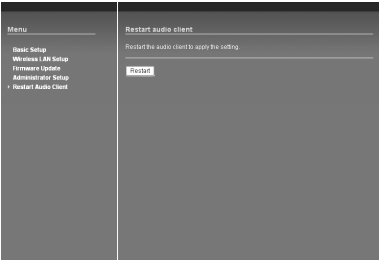 Menu
Basic Setup
Wireless LAN Setup
Firmware Update
Administrator Setup
Restart Audio Client
Restart audio client
Restart the audio client to apply the setting.
Restart